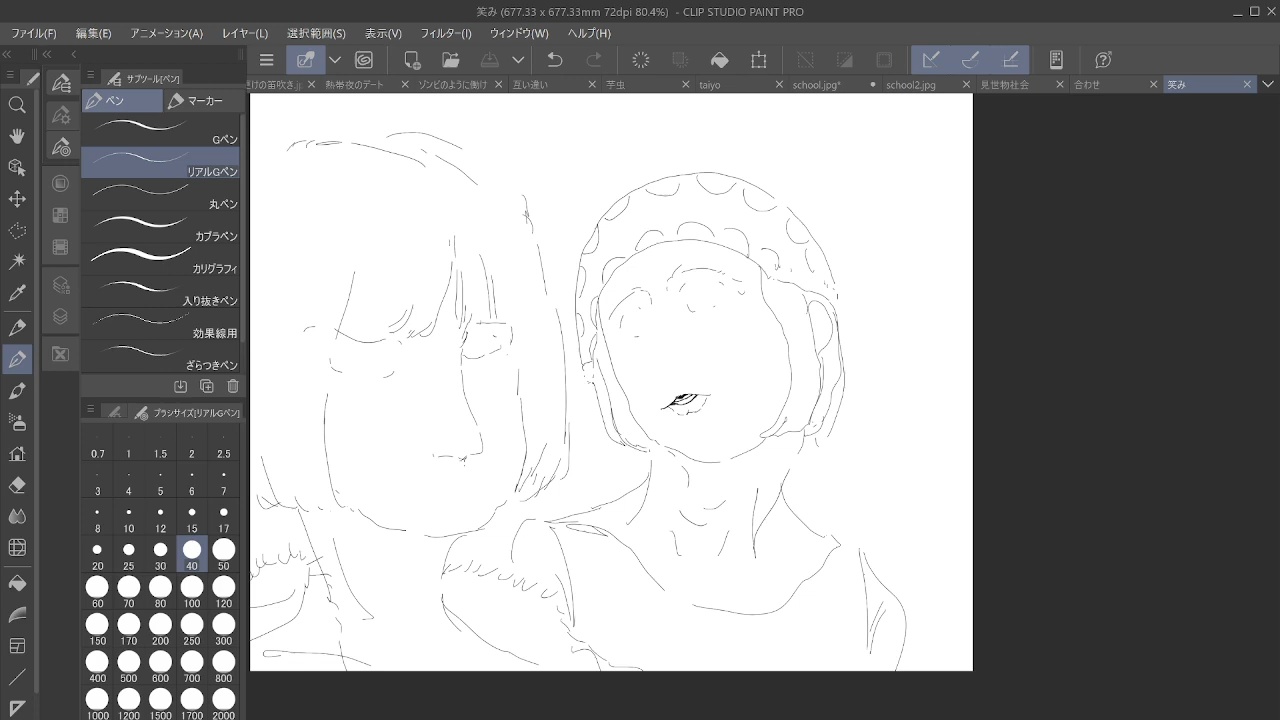 笑み (677.33 x 677.33mm 72dpi 80.4%) - CLIP STUDIO PAINT PRO
ファイル(F) 編集(E) アニメーション(A) レイヤー(L) 選択範囲(S) 表示(V) フィルター(I) ウィンドウ(W) ヘルプ(H)
サブツール[ペン]
けの笛吹き.j 熱帯夜のデート ゾンビのように働け 互い違い 芋虫 taiyo school.jpg* school2.jpg 見世物社会 合わせ 笑み
ペン マーカー
Gペン
リアルGペン
丸ペン
カブラペン
カリグラフィ
入り抜きペン
効果線用
ざらつきペン
ブラシサイズ[リアルGペン]
0.7 1 1.5 2 2.5
3 4 5 6 7
8 10 12 15 17
20 25 30 40 50
60 70 80 100 120
150 170 200 250 300
400 500 600 700 800
1000 1200 1500 1700 2000